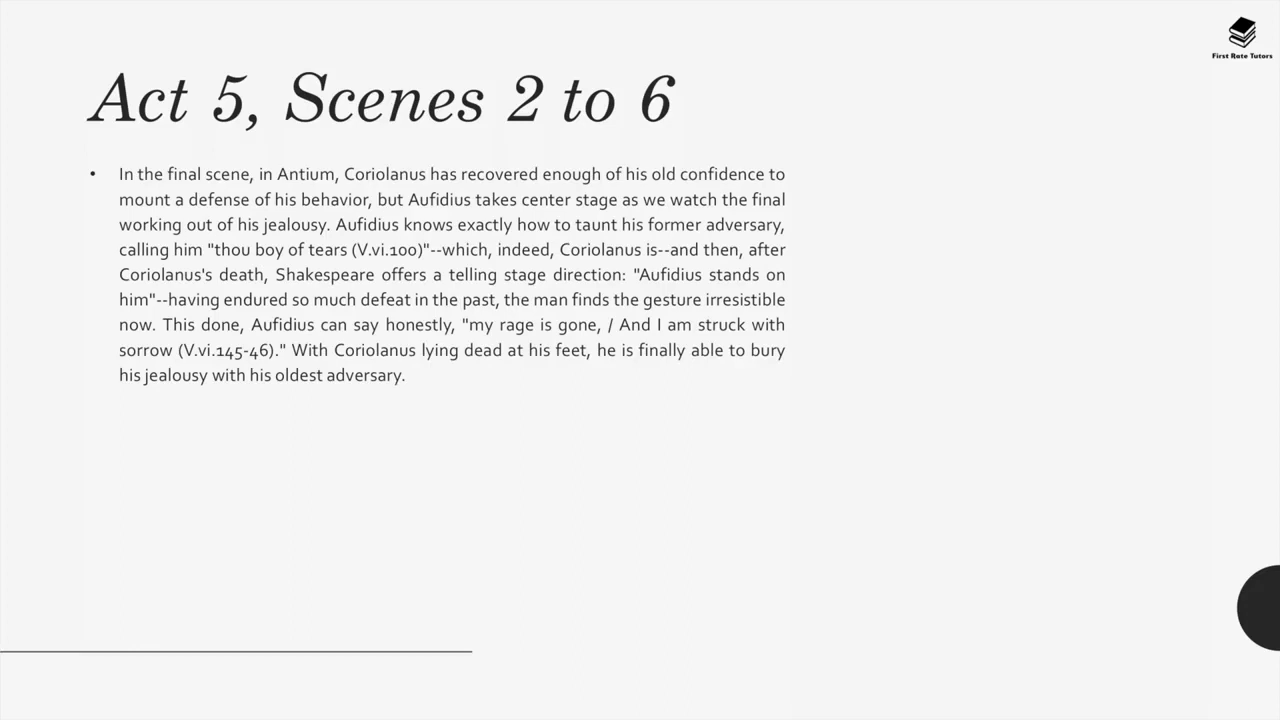 First Rate Tutors
Act 5, Scenes 2 to 6
• In the final scene, in Antium, Coriolanus has recovered enough of his old confidence to
mount a defense of his behavior, but Aufidius takes center stage as we watch the final
working out of his jealousy. Aufidius knows exactly how to taunt his former adversary,
calling him "thou boy of tears (V.vi.100)"--which, indeed, Coriolanus is--and then, after
Coriolanus's death, Shakespeare offers a telling stage direction: "Aufidius stands on
him"--having endured so much defeat in the past, the man finds the gesture irresistible
now. This done, Aufidius can say honestly, "my rage is gone, / And I am struck with
sorrow (V.vi.145-46)." With Coriolanus lying dead at his feet, he is finally able to bury
his jealousy with his oldest adversary.